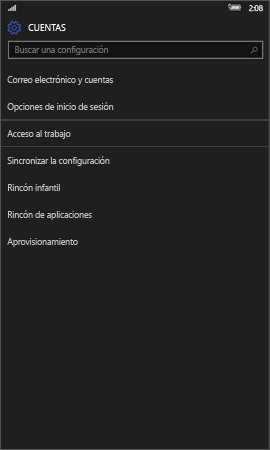 2:08
CUENTAS
Buscar una configuración
Correo electrónico y cuentas
Opciones de inicio de sesión
Acceso al trabajo
Sincronizar la configuración
Rincón infantil
Rincón de aplicaciones
Aprovisionamiento